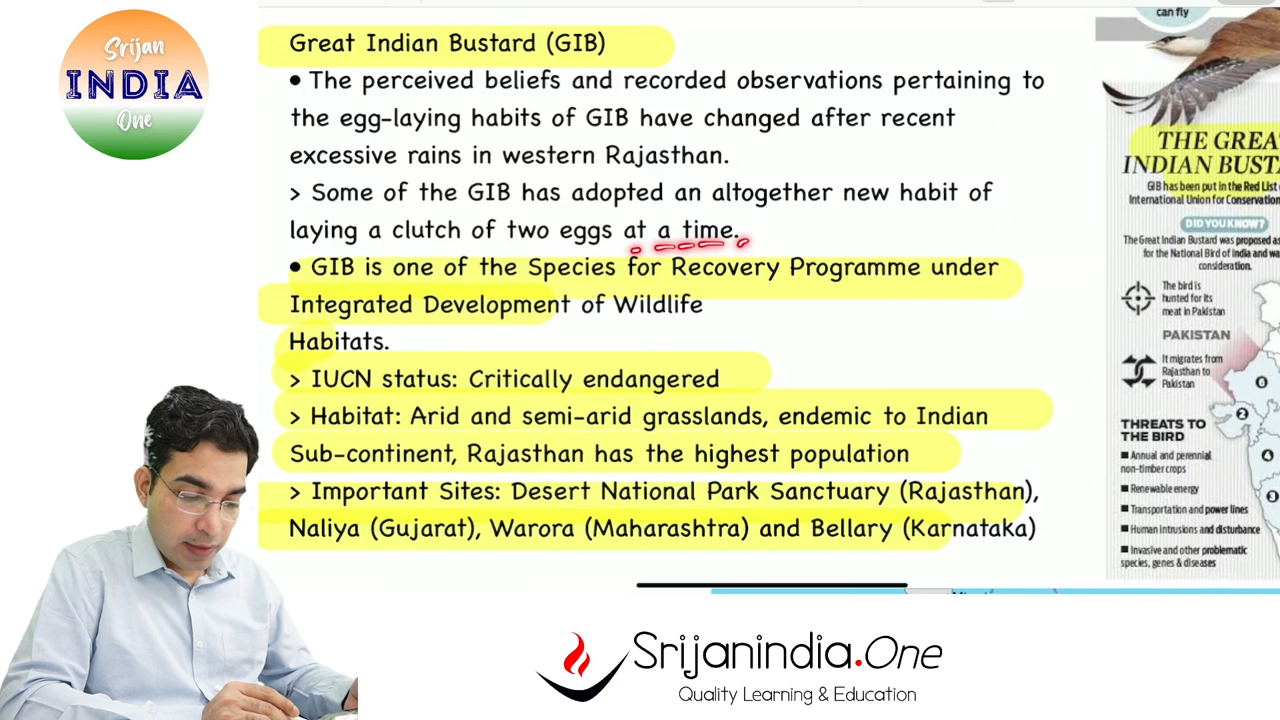 Srijan
INDIA
One
Great Indian Bustard (GIB)
• The perceived beliefs and recorded observations pertaining to
the egg-laying habits of GIB have changed after recent
excessive rains in western Rajasthan.
> Some of the GIB has adopted an altogether new habit of
laying a clutch of two eggs at a time.
• GIB is one of the Species for Recovery Programme under
Integrated Development of Wildlife
Habitats.
> IUCN status: Critically endangered
> Habitat: Arid and semi-arid grasslands, endemic to Indian
Sub-continent, Rajasthan has the highest population
> Important Sites: Desert National Park Sanctuary (Rajasthan),
Naliya (Gujarat), Warora (Maharashtra) and Bellary (Karnataka)
can fly
THE GREA
INDIAN BUST
GIB has been put in the Red List
International Union for Conservation
DID YOU KNOW?
The Great Indian Bustard was proposed as
for the National Bird of India and wa
consideration.
The bird is
hunted for its
meat in Pakistan
PAKISTAN
It migrates from
Rajasthan to
Pakistan
6
2
4
3
THREATS TO
THE BIRD
■ Annual and perennial
non-timber crops
■ Renewable energy
■ Transportation and power lines
■ Human intrusions and disturbance
■ Invasive and other problematic
species, genes & diseases
Srijanindia.One
Quality Learning & Education